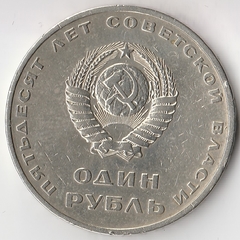 ПЯТЬДЕСЯТ ЛЕТ СОВЕТСКОЙ ВЛАСТИ
ОДИН
РУБЛЬ